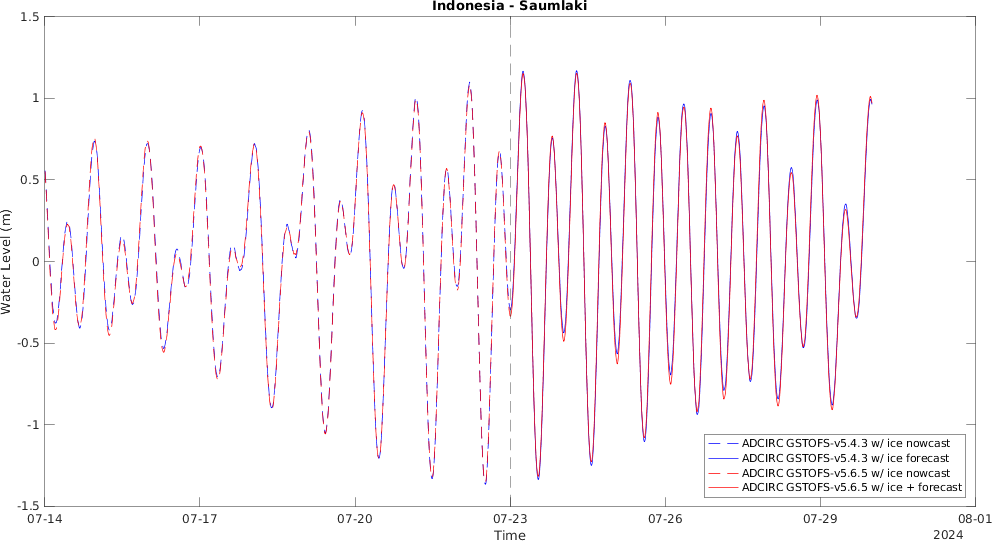 Indonesia - Saumlaki
1.5
1
0.5
0
-0.5
-1
-1.5
Water Level (m)
07-14
07-17
07-20
07-23
07-26
07-29
08-01
Time
2024
ADCIRC GSTOFS-v5.4.3 w/ ice nowcast
ADCIRC GSTOFS-v5.4.3 w/ ice forecast
ADCIRC GSTOFS-v5.6.5 w/ ice nowcast
ADCIRC GSTOFS-v5.6.5 w/ ice + forecast